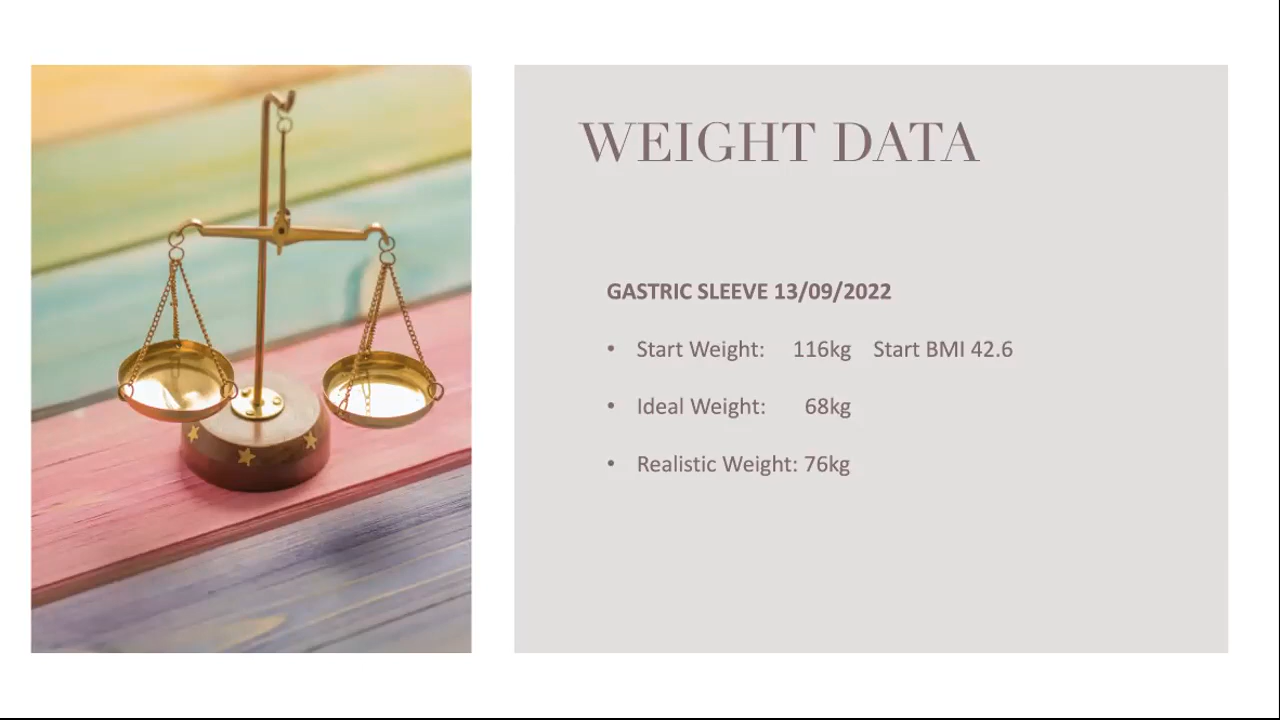 WEIGHT DATA
GASTRIC SLEEVE 13/09/2022
• Start Weight: 116kg Start BMI 42.6
• Ideal Weight: 68kg
• Realistic Weight: 76kg